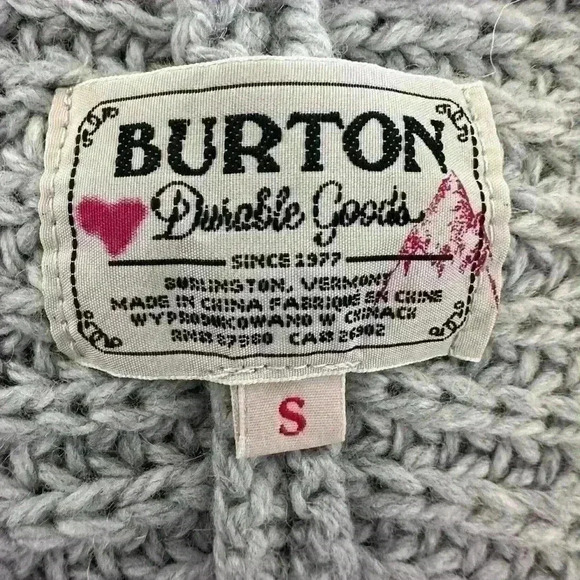 BURTON
Durable Goods
SINCE 1977
BURLINGTON, VERMONT
MADE IN CHINA FABRIQUE EN CHINE
WYPRODUKOWANO W CHINACH
RN# 87980 CA# 26902
S